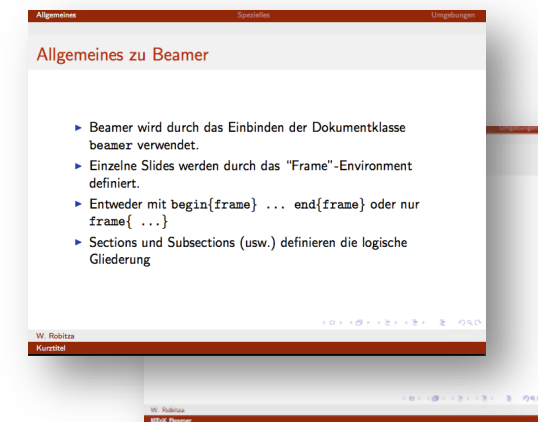 Allgemeines Spezielles Umgebungen
Allgemeines zu Beamer
Beamer wird durch das Einbinden der Dokumentklasse
beamer verwendet.
Einzelne Slides werden durch das “Frame”-Environment
definiert.
Entweder mit begin{frame} ... end{frame} oder nur
frame{ ...}
Sections und Subsections (usw.) definieren die logische
Gliederung
W. Robitza
Kurztitel
W. Robitza
LaTeX Beamer